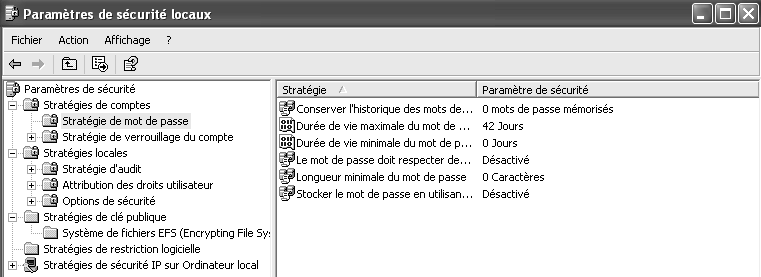 Paramètres de sécurité locaux
Fichier Action Affichage ?
Paramètres de sécurité
Stratégies de comptes
Stratégie de mot de passe
Stratégie de verrouillage du compte
Stratégies locales
Stratégie d'audit
Attribution des droits utilisateur
Options de sécurité
Stratégies de clé publique
Système de fichiers EFS (Encrypting File Sy
Stratégies de restriction logicielle
Stratégies de sécurité IP sur Ordinateur local
Stratégie Paramètre de sécurité
Conserver l'historique des mots de... 0 mots de passe mémorisés
Durée de vie maximale du mot de ... 42 Jours
Durée de vie minimale du mot de p... 0 Jours
Le mot de passe doit respecter de... Désactivé
Longueur minimale du mot de passe 0 Caractères
Stocker le mot de passe en utilisan... Désactivé